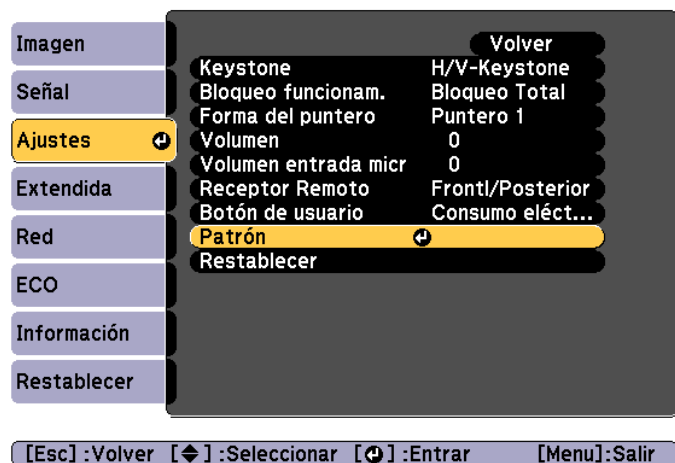 Imagen
Señal
Ajustes
Extendida
Red
ECO
Información
Restablecer
Volver
Keystone H/V-Keystone
Bloqueo funcionam. Bloqueo Total
Forma del puntero Puntero 1
Volumen 0
Volumen entrada micr 0
Receptor Remoto Frontl/Posterior
Botón de usuario Consumo eléct...
Patrón
Restablecer
[Esc] :Volver [◆] :Seleccionar [⏎] :Entrar [Menu]:Salir